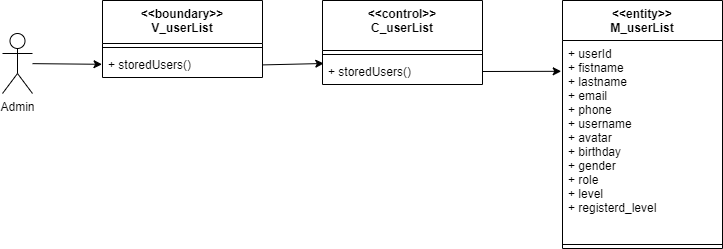 Admin
<<boundary>>
V_userList
+ storedUsers()
<<control>>
C_userList
+ storedUsers()
<<entity>>
M_userList
+ userId
+ fistname
+ lastname
+ email
+ phone
+ username
+ avatar
+ birthday
+ gender
+ role
+ level
+ registerd_level